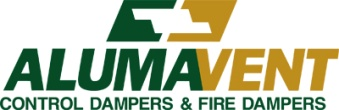 ALUMAVENT
CONTROL DAMPERS & FIRE DAMPERS